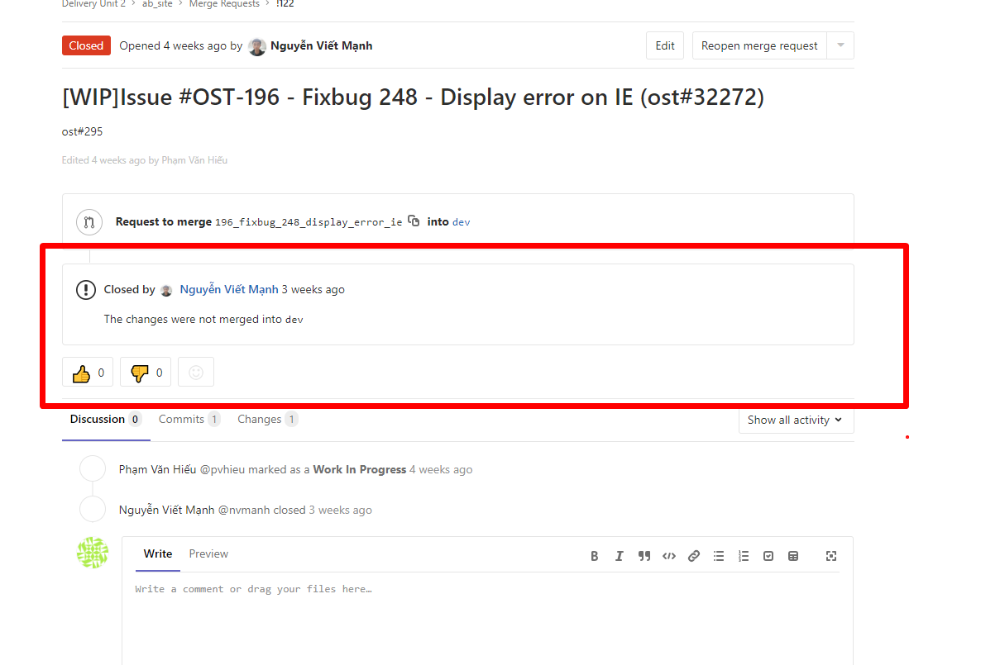 Delivery Unit 2 > ab_site > Merge Requests > !122
Closed Opened 4 weeks ago by Nguyễn Viết Mạnh Edit Reopen merge request
[WIP]Issue #OST-196 - Fixbug 248 - Display error on IE (ost#32272)
ost#295
Edited 4 weeks ago by Phạm Văn Hiếu
Request to merge 196_fixbug_248_display_error_ie into dev
Closed by Nguyễn Viết Mạnh 3 weeks ago
The changes were not merged into dev
0 0
Discussion 0 Commits 1 Changes 1 Show all activity
Phạm Văn Hiếu @pvhieu marked as a Work In Progress 4 weeks ago
Nguyễn Viết Mạnh @nvmanh closed 3 weeks ago
Write Preview
Write a comment or drag your files here…